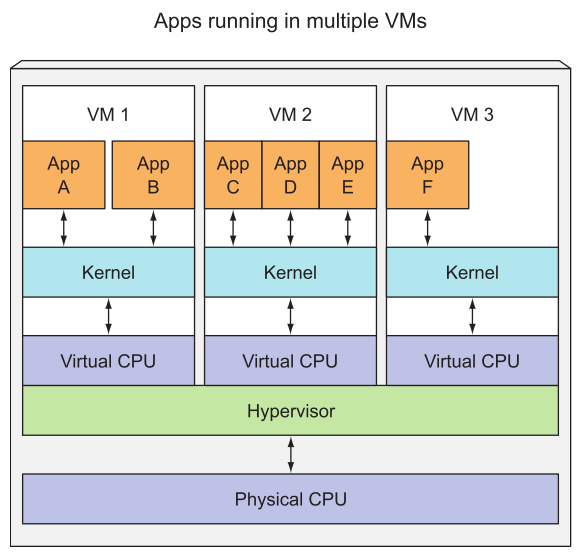 Apps running in multiple VMs
VM 1
VM 2
VM 3
App
A
App
B
App
C
App
D
App
E
App
F
Kernel
Kernel
Kernel
Virtual CPU
Virtual CPU
Virtual CPU
Hypervisor
Physical CPU